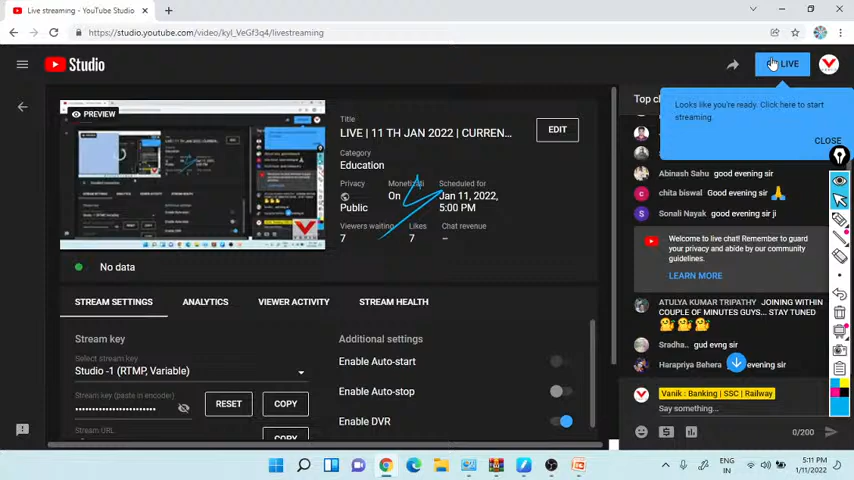 Live streaming - YouTube Studio
https://studio.youtube.com/video/kyl_VeGf3q4/livestreaming
Studio
LIVE
PREVIEW
Title
LIVE | 11 TH JAN 2022 | CURREN...
EDIT
Category
Education
Privacy
Public
On
Scheduled for
Jan 11, 2022,
5:00 PM
Viewers waiting
7
Likes
7
Chat revenue
–
No data
STREAM SETTINGS
ANALYTICS
VIEWER ACTIVITY
STREAM HEALTH
Stream key
Select stream key
Studio -1 (RTMP, Variable)
Stream key (paste in encoder)
RESET
COPY
Stream URL
COPY
Additional settings
Enable Auto-start
Enable Auto-stop
Enable DVR
Looks like you're ready. Click here to start
streaming.
CLOSE
Abinash Sahu good evening sir
chita biswal Good evening sir 🙏
Sonali Nayak good evening sir ji
Welcome to live chat! Remember to guard
your privacy and abide by our community
guidelines.
LEARN MORE
ATULYA KUMAR TRIPATHY JOINING WITHIN
COUPLE OF MINUTES GUYS... STAY TUNED
Sradha.. gud evng sir
Harapriya Behera evening sir
Vanik : Banking | SSC | Railway
Say something...
0/200
ENG
IN
5:11 PM
1/11/2022